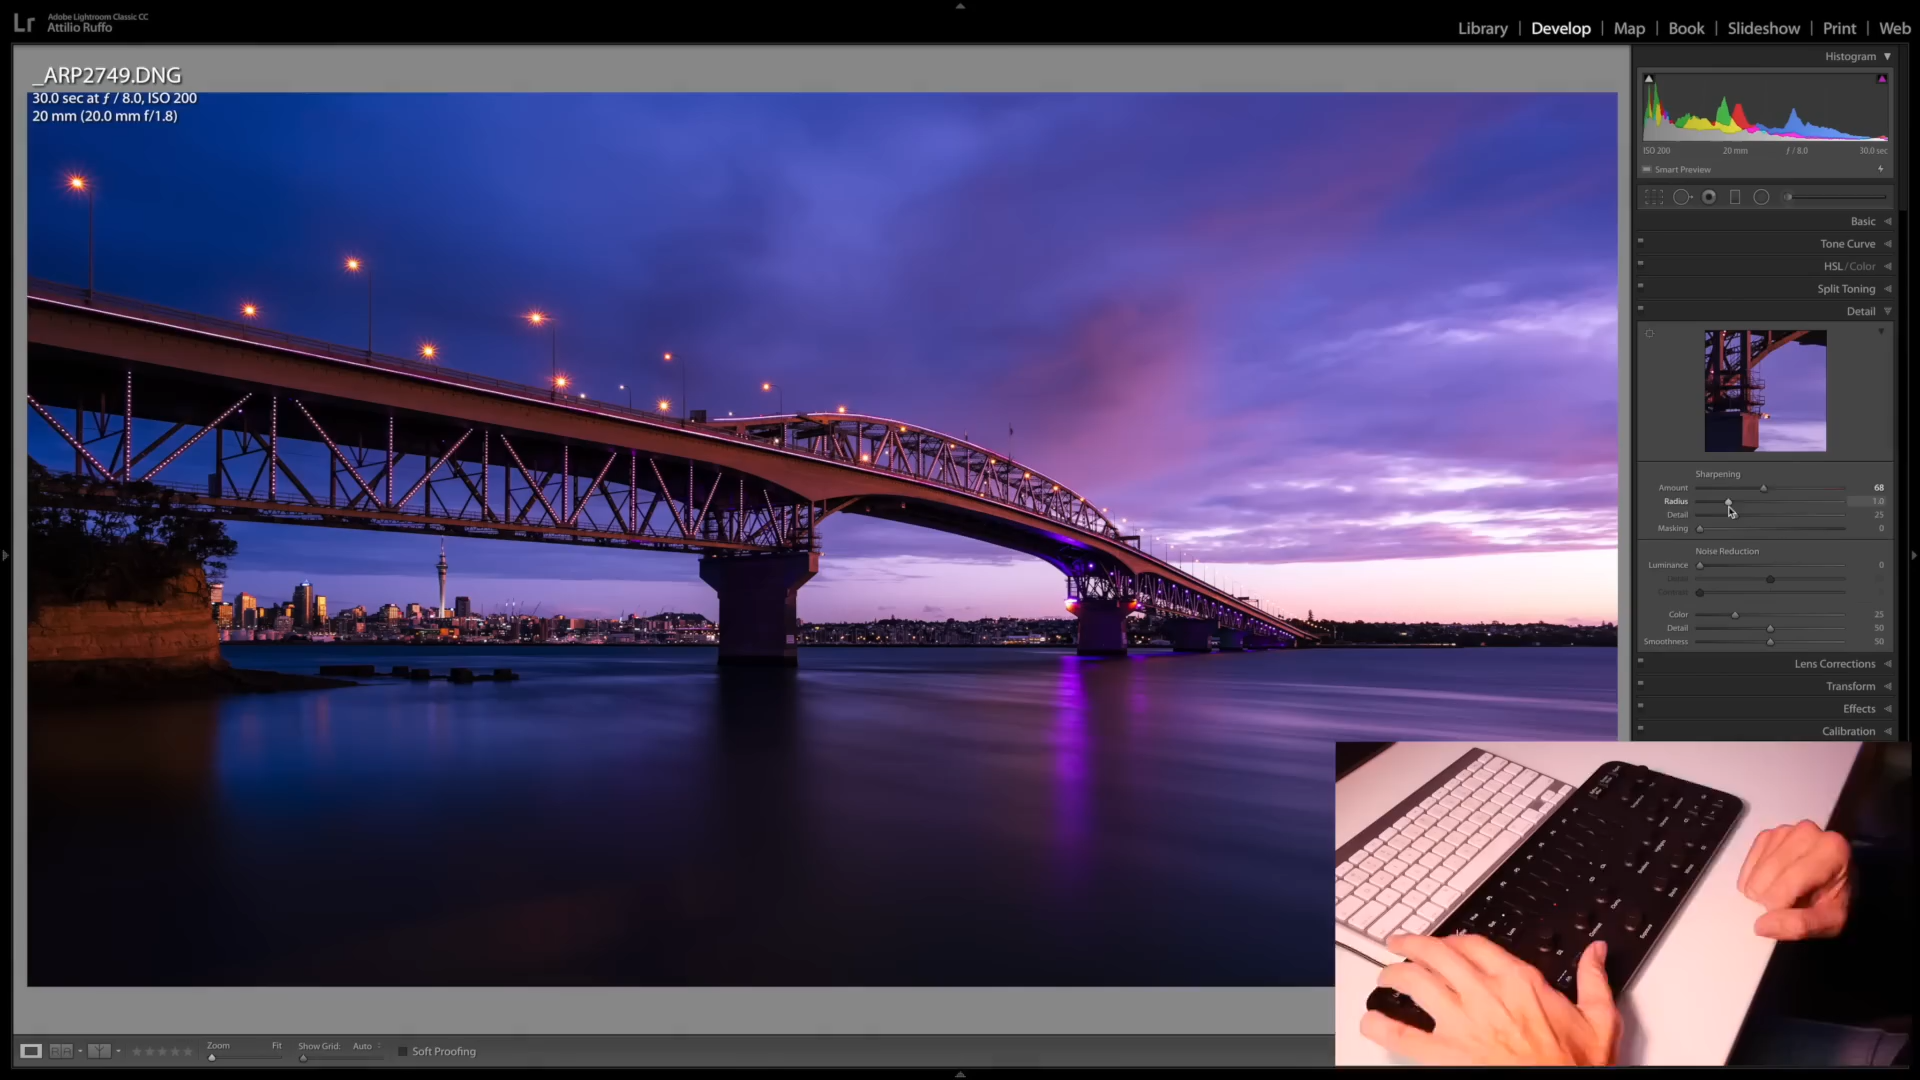 Adobe Lightroom Classic CC
Attilio Ruffo
Library | Develop | Map | Book | Slideshow | Print | Web
_ARP2749.DNG
30.0 sec at ƒ / 8.0, ISO 200
20 mm (20.0 mm f/1.8)
Histogram
ISO 200 20 mm ƒ / 8.0 30.0 sec
Smart Preview
Basic
Tone Curve
HSL / Color
Split Toning
Detail
Sharpening
Amount 68
Radius 1.0
Detail 25
Masking 0
Noise Reduction
Luminance 0
Color 25
Detail 50
Smoothness 50
Lens Corrections
Transform
Effects
Calibration
Zoom Fit Show Grid: Auto Soft Proofing